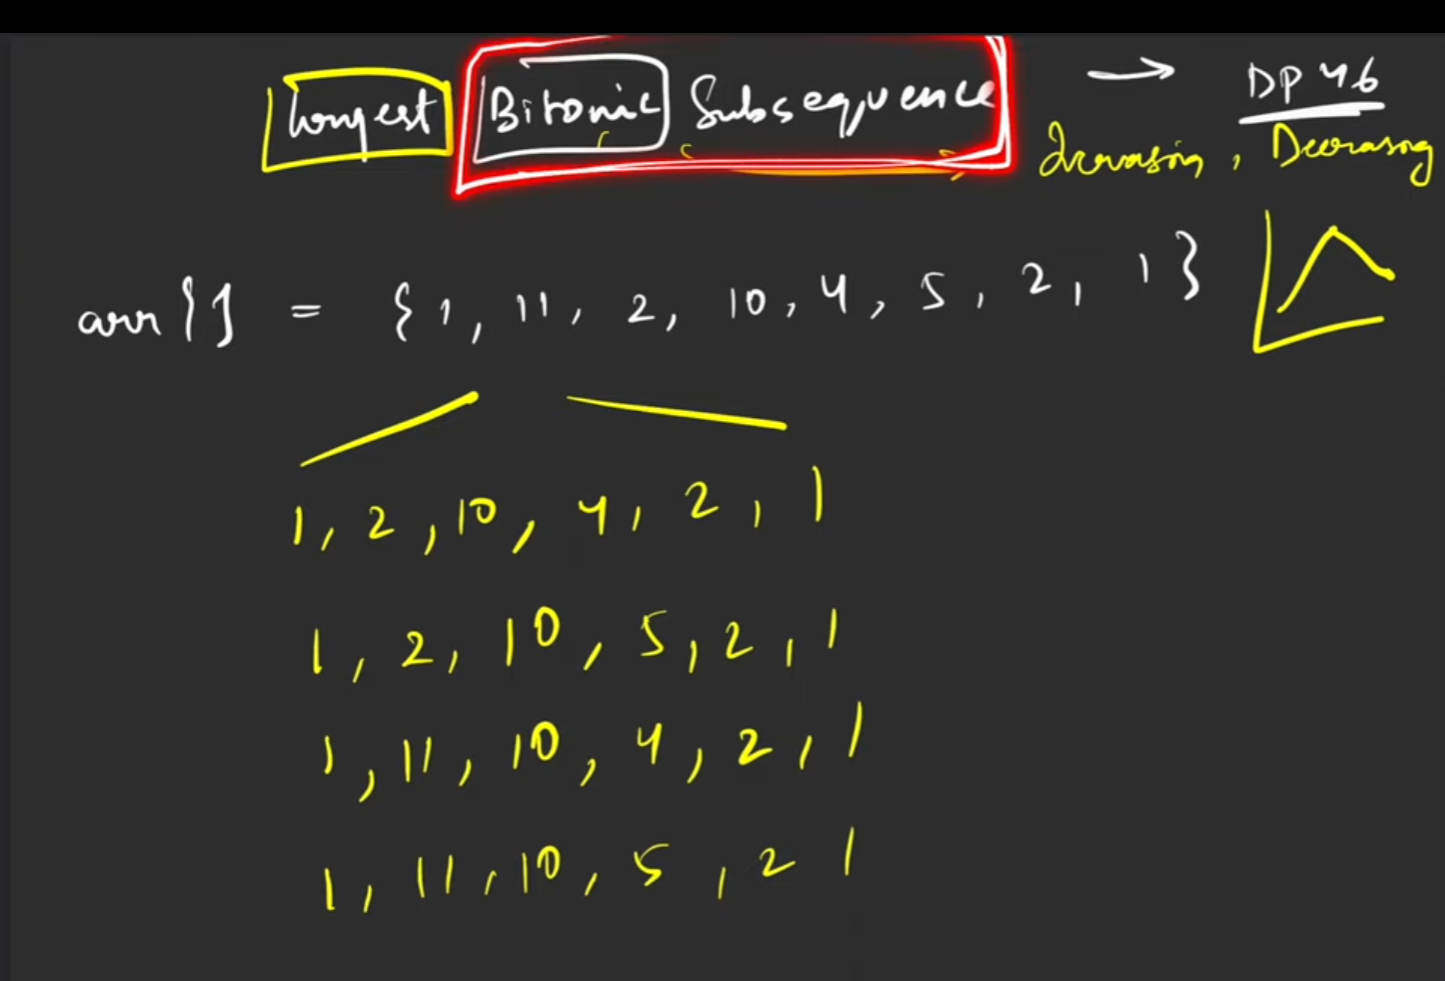 Longest Bitonic Subsequence → DP 46
Increasing, Decreasing
arr[] = {1, 11, 2, 10, 4, 5, 2, 1}
1, 2, 10, 4, 2, 1
1, 2, 10, 5, 2, 1
1, 11, 10, 4, 2, 1
1, 11, 10, 5, 2 1